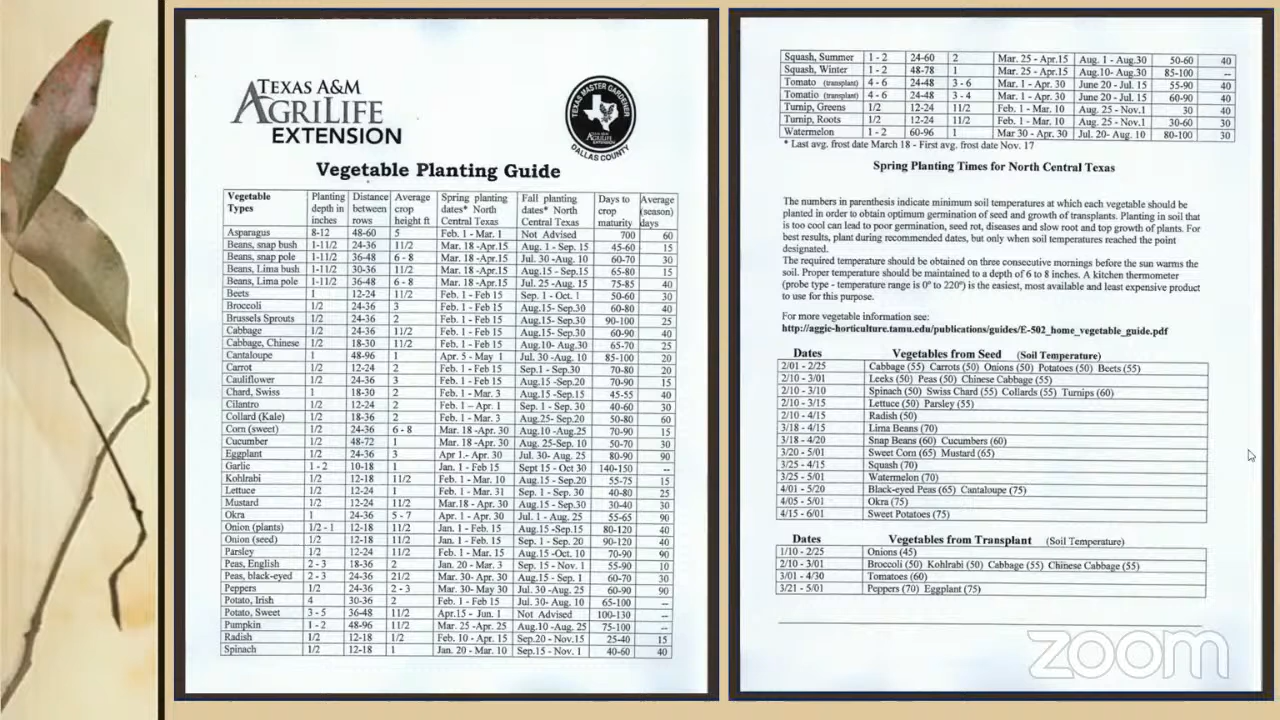 TEXAS A&M
AGRILIFE
EXTENSION
TEXAS MASTER GARDENER
TEXAS A&M
AGRILIFE
EXTENSION
DALLAS COUNTY
Vegetable Planting Guide
Vegetable Types | Planting depth in inches | Distance between rows | Average crop height ft | Spring planting dates* North Central Texas | Fall planting dates* North Central Texas | Days to crop maturity | Average (season) days
Asparagus 8-12 48-60 5 Feb. 1 - Mar. 1 Not Advised 700 60
Beans, snap bush 1-11/2 24-36 11/2 Mar. 18 -Apr.15 Aug. 1 - Sep. 15 45-60 15
Beans, snap pole 1-11/2 36-48 6 - 8 Mar. 18 -Apr.15 Jul. 30 -Aug. 10 60-70 30
Beans, Lima bush 1-11/2 30-36 11/2 Mar. 18 -Apr.15 Aug.15 - Sep.15 65-80 15
Beans, Lima pole 1-11/2 36-48 6 - 8 Mar. 18 -Apr.15 Jul. 25 -Aug. 15 75-85 40
Beets 1 12-24 11/2 Feb. 1 - Feb 15 Sep. 1 - Oct. 1 50-60 30
Broccoli 1/2 24-36 3 Feb. 1 - Feb 15 Aug.15 - Sep.30 60-80 40
Brussels Sprouts 1/2 24-36 2 Feb. 1 - Feb 15 Aug.15 - Sep.30 90-100 25
Cabbage 1/2 24-36 11/2 Feb. 1 - Feb 15 Aug.15 - Sep.30 60-90 40
Cabbage, Chinese 1/2 18-30 11/2 Feb. 1 - Feb 15 Aug.10- Aug.30 65-70 25
Cantaloupe 1 48-96 1 Apr. 5 - May 1 Jul. 30 -Aug. 10 85-100 20
Carrot 1/2 12-24 2 Feb. 1 - Feb 15 Sep.1 - Sep.30 70-80 20
Cauliflower 1/2 24-36 3 Feb. 1 - Feb 15 Aug.15 -Sep.20 70-90 15
Chard, Swiss 1 18-30 2 Feb. 1 - Mar. 3 Aug.15 - Oct. 1 45-55 40
Cilantro 1/2 12-24 2 Feb. 1 – Apr. 1 Sep. 1 - Sep. 30 40-60 30
Collard (Kale) 1/2 18-36 2 Feb. 1 - Mar. 3 Aug.25- Sep.20 50-80 60
Corn (sweet) 1/2 24-36 6 - 8 Mar. 18 -Apr. 30 Aug.10 -Aug.25 70-90 15
Cucumber 1/2 48-72 1 Mar. 18 -Apr. 30 Aug. 25-Sep. 10 50-70 30
Eggplant 1/2 24-36 3 Apr 1.- Apr. 30 Jul. 30- Aug. 25 80-90 90
Garlic 1 - 2 10-18 1 Jan. 1 - Feb 15 Sept 15 - Oct 30 140-150 --
Kohlrabi 1/2 12-18 11/2 Feb. 1 - Mar. 10 Aug.15 - Sep.20 55-75 15
Lettuce 1/2 12-24 1 Feb. 1 - Mar. 31 Sep. 1 - Sep. 30 40-80 25
Mustard 1/2 12-24 11/2 Mar.18 - Apr. 30 Aug.15 - Sep.30 30-40 30
Okra 1 24-36 5 - 7 Apr. 1 - Apr. 30 Jul. 1 - Aug. 25 55-65 90
Onion (plants) 1/2 - 1 12-18 11/2 Jan. 1 - Feb. 15 Aug.15 -Sep.15 80-120 40
Onion (seed) 1/2 12-18 11/2 Jan. 1 - Feb. 15 Sep. 1 - Sep. 20 90-120 40
Parsley 1/2 12-24 11/2 Feb. 1 - Mar. 15 Aug.15 - Oct. 10 70-90 90
Peas, English 2 - 3 18-36 2 Jan. 20 - Mar. 3 Sep. 15 - Nov. 1 55-90 10
Peas, black-eyed 2 - 3 24-36 21/2 Mar. 30- Apr. 30 Aug.15 - Sep. 1 60-70 30
Peppers 1/2 24-36 2 - 3 Mar. 30- May 30 Jul. 30 -Aug. 25 60-90 90
Potato, Irish 4 30-36 2 Feb. 1 - Feb 15 Jul. 30- Aug. 10 65-100 --
Potato, Sweet 3 - 5 36-48 11/2 Apr.15 - Jun. 1 Not Advised 100-130 --
Pumpkin 1 - 2 48-96 11/2 Mar. 25 -Apr. 25 Aug.10 -Aug. 25 75-100 --
Radish 1/2 12-18 1/2 Feb. 10 - Apr. 15 Sep.20 - Nov.15 25-40 15
Spinach 1/2 12-18 1 Jan. 20 - Mar. 10 Sep.15 - Nov. 1 40-60 40
Squash, Summer 1 - 2 24-60 2 Mar. 25 - Apr.15 Aug. 1 - Aug.30 50-60 40
Squash, Winter 1 - 2 48-78 1 Mar. 25 - Apr.15 Aug.10- Aug.30 85-100 --
Tomato (transplant) 4 - 6 24-48 3 - 6 Mar. 1 - Apr. 30 June 20 - Jul. 15 55-90 40
Tomatio (transplant) 4 - 6 24-48 3 - 4 Mar. 1 - Apr. 30 June 20 - Jul. 15 60-90 40
Turnip, Greens 1/2 12-24 11/2 Feb. 1 - Mar. 10 Aug. 25 - Nov.1 30 40
Turnip, Roots 1/2 12-24 11/2 Feb. 1 - Mar. 10 Aug. 25 - Nov.1 30-60 30
Watermelon 1 - 2 60-96 1 Mar 30 - Apr. 30 Jul. 20- Aug. 10 80-100 30
* Last avg. frost date March 18 - First avg. frost date Nov. 17
Spring Planting Times for North Central Texas
The numbers in parenthesis indicate minimum soil temperatures at which each vegetable should be
planted in order to obtain optimum germination of seed and growth of transplants. Planting in soil that
is too cool can lead to poor germination, seed rot, diseases and slow root and top growth of plants. For
best results, plant during recommended dates, but only when soil temperatures reached the point
designated.
The required temperature should be obtained on three consecutive mornings before the sun warms the
soil. Proper temperature should be maintained to a depth of 6 to 8 inches. A kitchen thermometer
(probe type - temperature range is 0° to 220°) is the easiest, most available and least expensive product
to use for this purpose.
For more vegetable information see:
http://aggie-horticulture.tamu.edu/publications/guides/E-502_home_vegetable_guide.pdf
Dates Vegetables from Seed (Soil Temperature)
2/01 - 2/25 Cabbage (55) Carrots (50) Onions (50) Potatoes (50) Beets (55)
2/10 - 3/01 Leeks (50) Peas (50) Chinese Cabbage (55)
2/10 - 3/10 Spinach (50) Swiss Chard (55) Collards (55) Turnips (60)
2/10 - 3/15 Lettuce (50) Parsley (55)
2/10 - 4/15 Radish (50)
3/18 - 4/15 Lima Beans (70)
3/18 - 4/20 Snap Beans (60) Cucumbers (60)
3/20 - 5/01 Sweet Corn (65) Mustard (65)
3/25 - 4/15 Squash (70)
3/25 - 5/01 Watermelon (70)
4/01 - 5/20 Black-eyed Peas (65) Cantaloupe (75)
4/05 - 5/01 Okra (75)
4/15 - 6/01 Sweet Potatoes (75)
Dates Vegetables from Transplant (Soil Temperature)
1/10 - 2/25 Onions (45)
2/10 - 3/01 Broccoli (50) Kohlrabi (50) Cabbage (55) Chinese Cabbage (55)
3/01 - 4/30 Tomatoes (60)
3/21 - 5/01 Peppers (70) Eggplant (75)
zoom